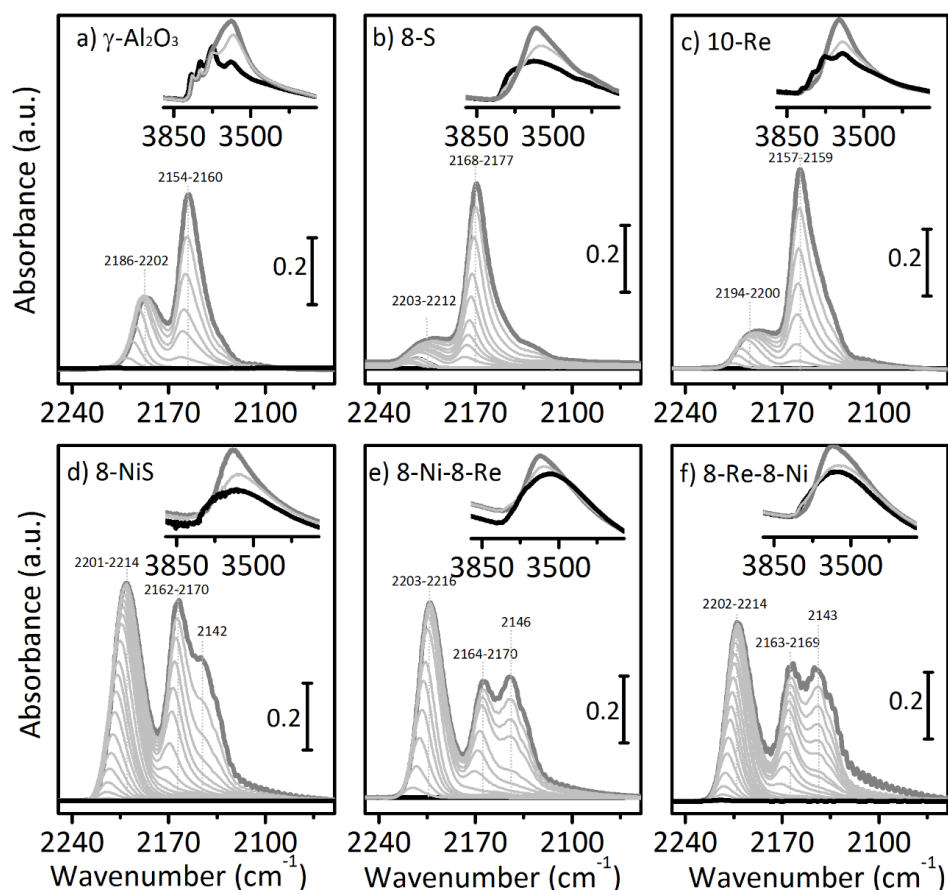 a) γ-Al₂O₃
3850 3500
2154-2160
2186-2202
0.2
2240 2170 2100
b) 8-S
3850 3500
2168-2177
2203-2212
0.2
2240 2170 2100
c) 10-Re
3850 3500
2157-2159
2194-2200
0.2
2240 2170 2100
Absorbance (a.u.)
d) 8-NiS
3850 3500
2201-2214
2162-2170
2142
0.2
2240 2170 2100
Wavenumber (cm⁻¹)
e) 8-Ni-8-Re
3850 3500
2203-2216
2146
2164-2170
0.2
2240 2170 2100
Wavenumber (cm⁻¹)
f) 8-Re-8-Ni
3850 3500
2202-2214
2143
2163-2169
0.2
2240 2170 2100
Wavenumber (cm⁻¹)
Absorbance (a.u.)